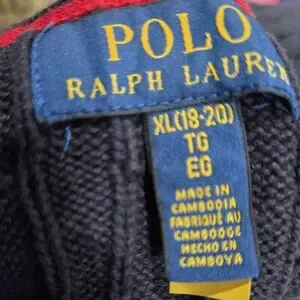 POLO
RALPH LAUREN
XL(18-20)
TG
EG
MADE IN
CAMBODIA
FABRIQUÉ AU
CAMBODGE
HECHO EN
CAMBOYA